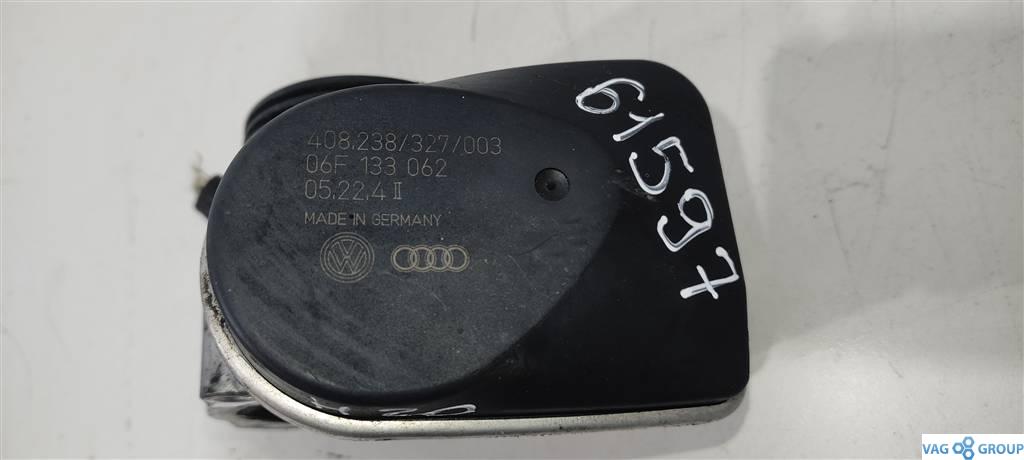 408.238/327/003
06F 133 062
05.22.4 II
MADE IN GERMANY
61597
VAG GROUP